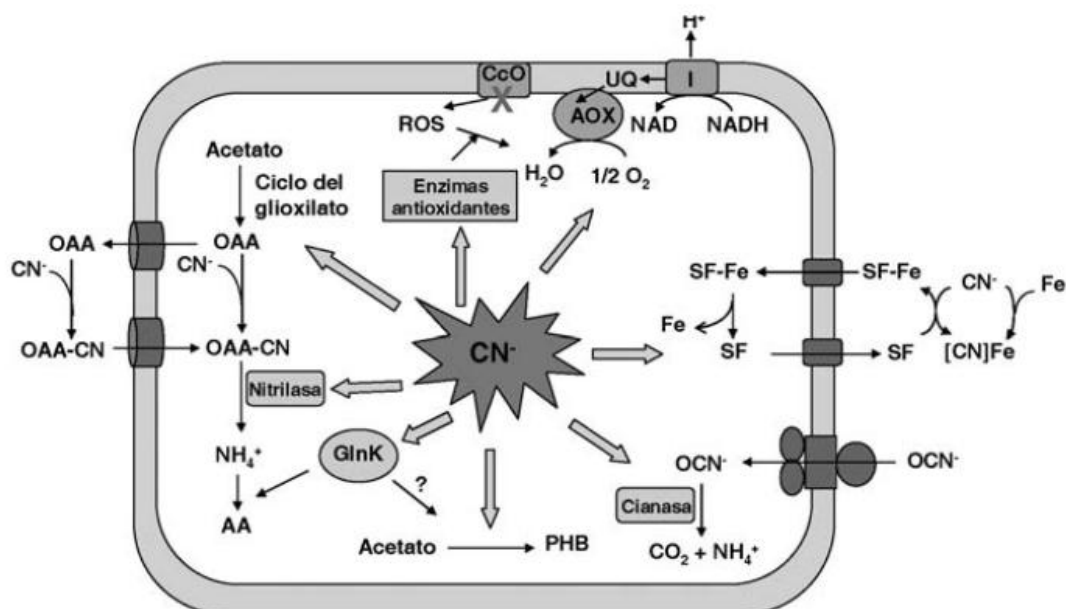 H⁺
CcO
UQ
I
X
ROS
AOX
NAD
NADH
Acetato
H₂O
1/2 O₂
Ciclo del
glioxilato
Enzimas
antioxidantes
OAA
OAA
CN⁻
CN⁻
SF-Fe
SF-Fe
CN⁻
Fe
Fe
OAA-CN
OAA-CN
CN⁻
SF
SF
[CN]Fe
Nitrilasa
NH₄⁺
GlnK
OCN⁻
OCN⁻
?
Cianasa
AA
Acetato
PHB
CO₂ + NH₄⁺